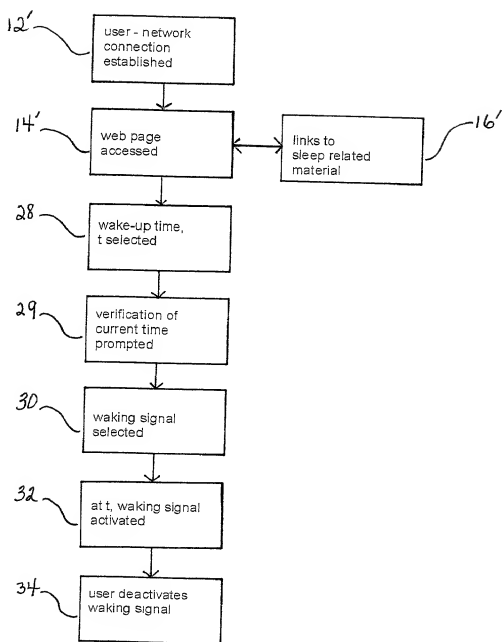 12'
user - network
connection
established
14'
web page
accessed
16'
links to
sleep related
material
28
wake-up time,
t selected
29
verification of
current time
prompted
30
waking signal
selected
32
at t, waking signal
activated
34
user deactivates
waking signal